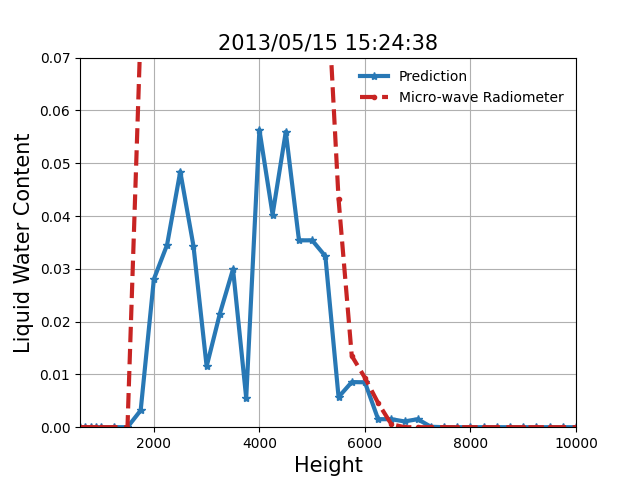 2013/05/15 15:24:38
0.07
0.06
0.05
0.04
0.03
0.02
0.01
0.00
Liquid Water Content
Prediction
Micro-wave Radiometer
2000 4000 6000 8000 10000
Height